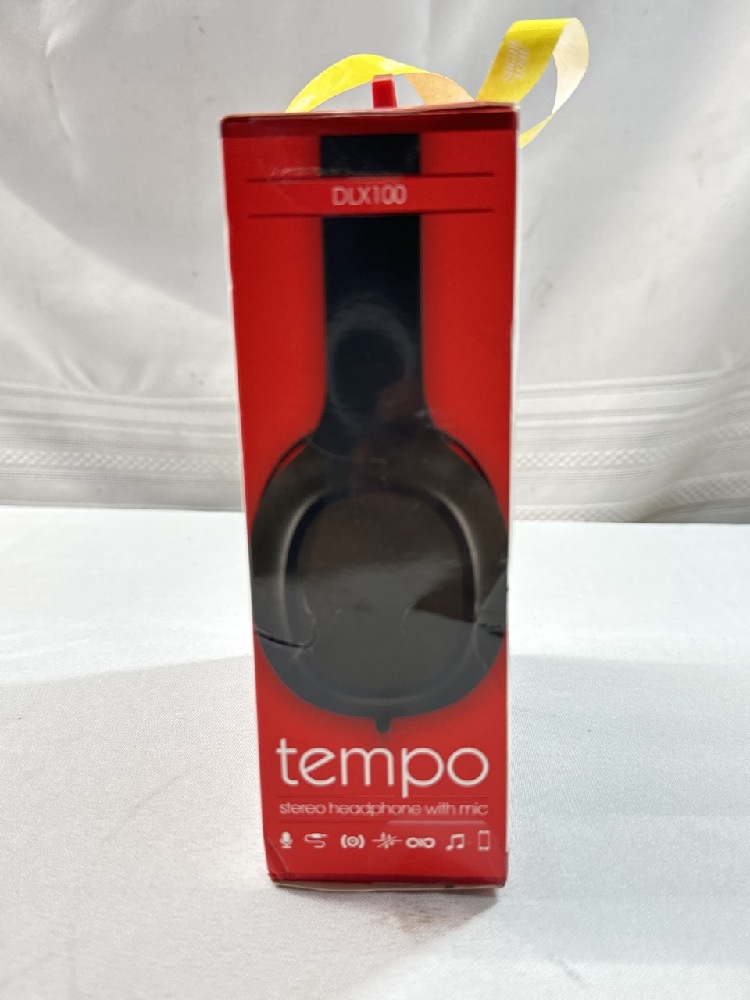 DLX100
tempo
stereo headphone with mic